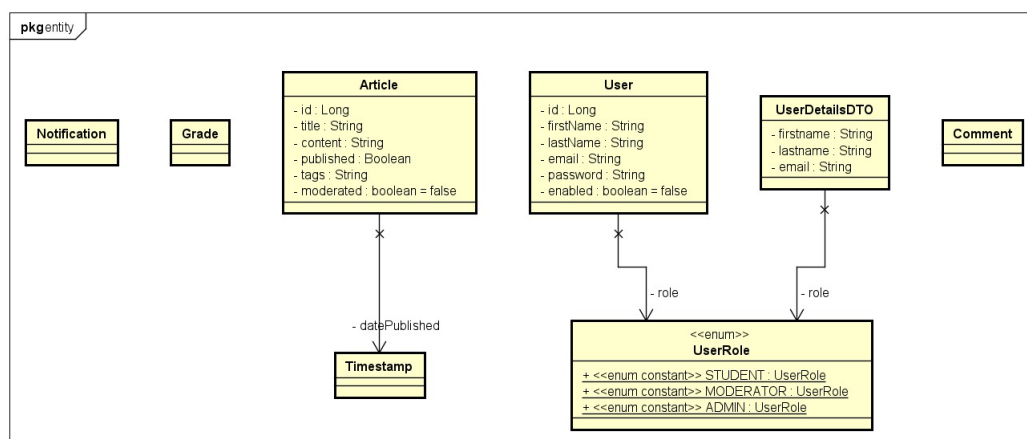 pkg entity
Notification
Grade
Article
- id : Long
- title : String
- content : String
- published : Boolean
- tags : String
- moderated : boolean = false
User
- id : Long
- firstName : String
- lastName : String
- email : String
- password : String
- enabled : boolean = false
UserDetailsDTO
- firstname : String
- lastname : String
- email : String
Comment
- datePublished
- role
- role
Timestamp
<<enum>>
UserRole
+ <<enum constant>> STUDENT : UserRole
+ <<enum constant>> MODERATOR : UserRole
+ <<enum constant>> ADMIN : UserRole